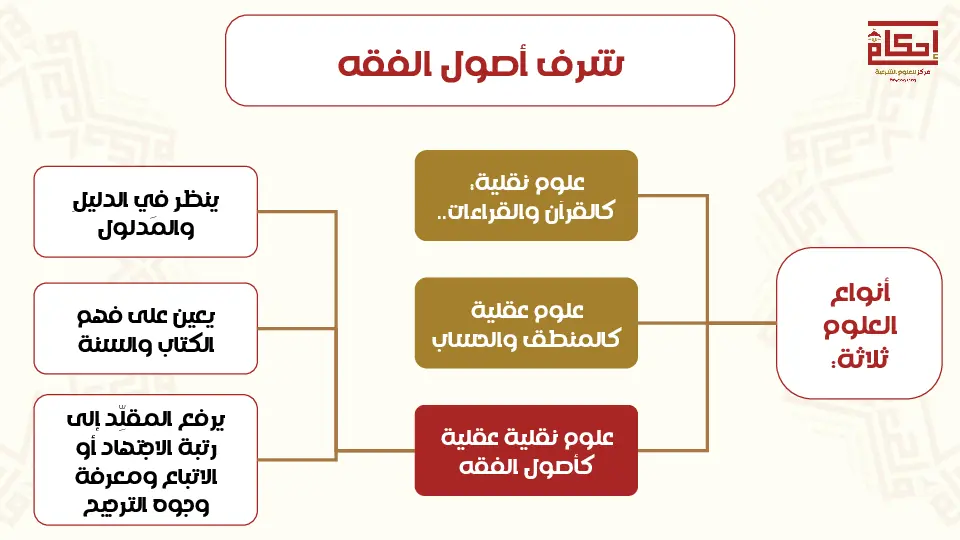 شرف أصول الفقه
إحكام
مركز للعلوم الشرعية
أنواع
العلوم
ثلاثة:
علوم نقلية،
كالقرآن والقراءات..
علوم عقلية
كالمنطق والحساب
علوم نقلية عقلية
كأصول الفقه
ينظر في الدليل
والمَدلول
يعين على فهم
الكتاب والسنة
يرفع المقلِّد إلى
رتبة الاجتهاد أو
الاتباع ومعرفة
وجوه الترجيح